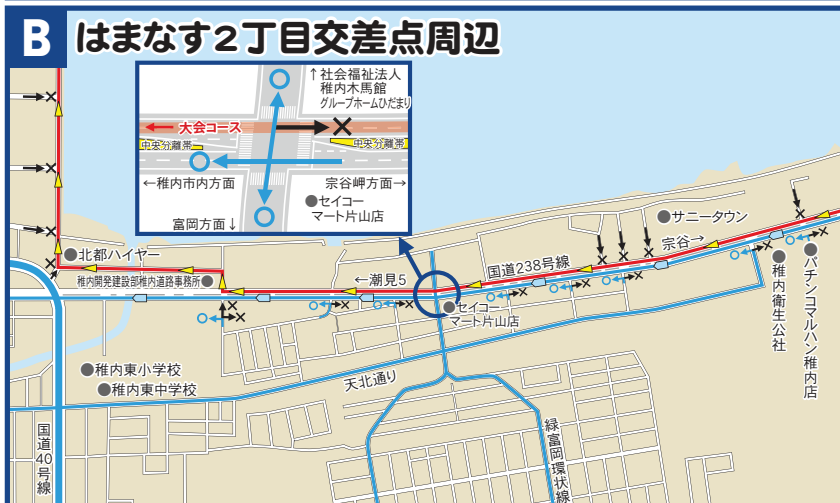 B はまなす2丁目交差点周辺
↑社会福祉法人
稚内木馬館
グループホームひだまり
←大会コース
中央分離帯
中央分離帯
←稚内市内方面
宗谷岬方面→
●セイコー
マート片山店
富岡方面↓
●サニータウン
宗谷→
国道238号線
●北都ハイヤー
稚内開発建設部稚内道路事務所●
←潮見5
●セイコー
マート片山店
●稚内衛生公社
●パチンコマルハン稚内店
●稚内東小学校
●稚内東中学校
天北通り
国道40号線
緑富岡環状線